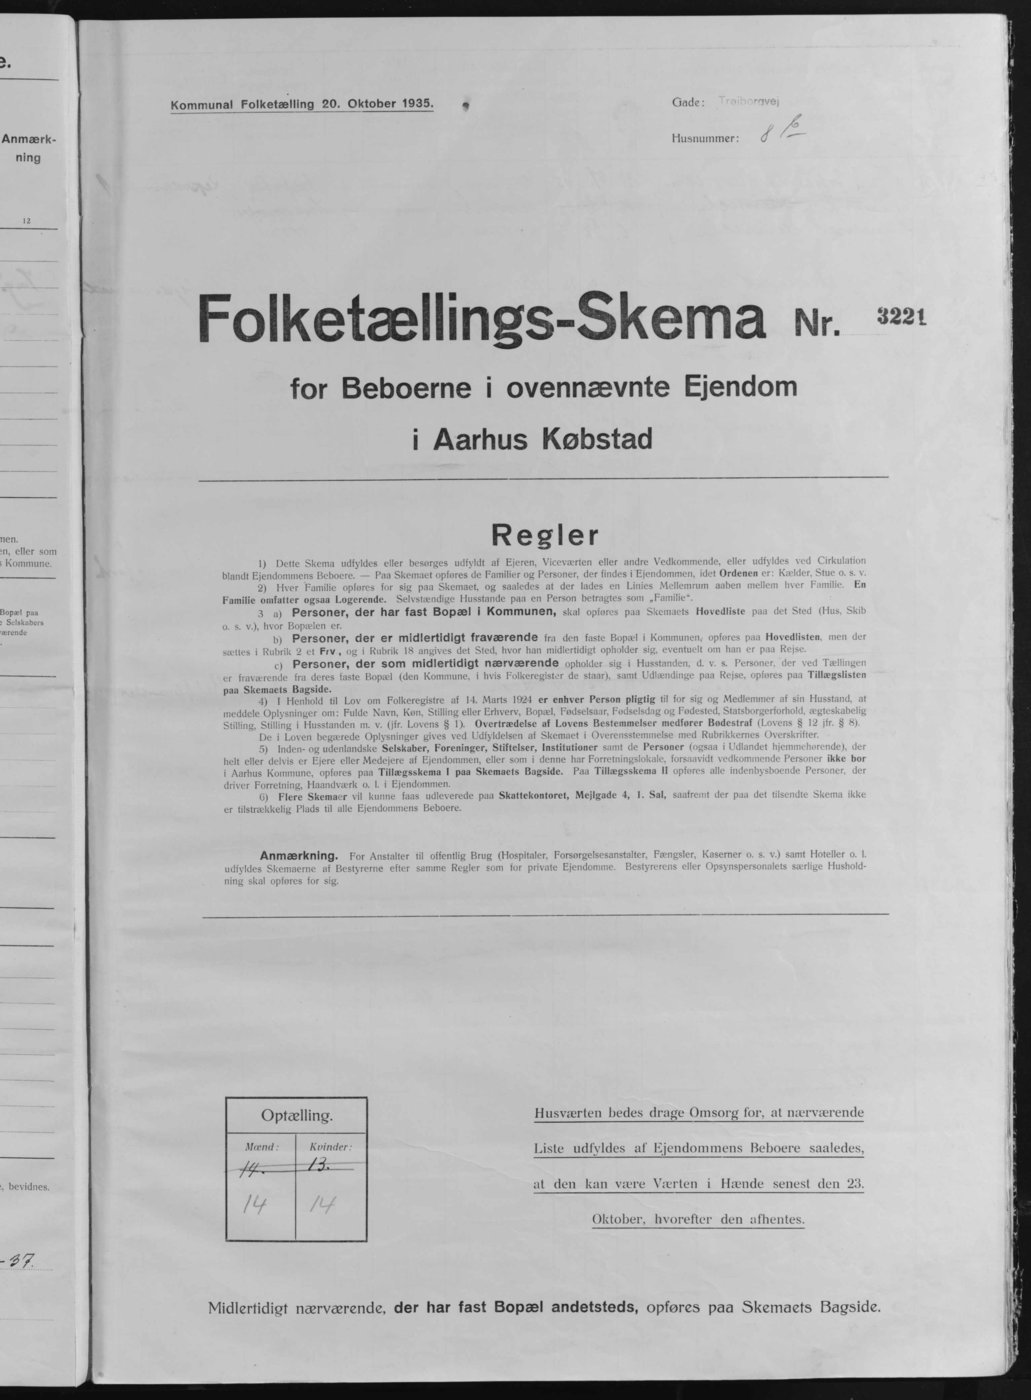 e.
Anmærk-
ning
12
men.
en, eller som
s Kommune.
Bopæl paa
e Selskabers
værende
e, bevidnes.
-37.
Kommunal Folketælling 20. Oktober 1935.
Gade: Trøjborgvej
Husnummer: 8
Folketællings-Skema Nr. 3221
for Beboerne i ovennævnte Ejendom
i Aarhus Købstad
Regler
1) Dette Skema udfyldes eller besørges udfyldt af Ejeren, Viceværten eller andre Vedkommende, eller udfyldes ved Cirkulation
blandt Ejendommens Beboere. — Paa Skemaet opføres de Familier og Personer, der findes i Ejendommen, idet Ordenen er: Kælder, Stue o. s. v.
2) Hver Familie opføres for sig paa Skemaet, og saaledes at der lades en Linies Mellemrum aaben mellem hver Familie. En
Familie omfatter ogsaa Logerende. Selvstændige Husstande paa en Person betragtes som „Familie“.
3 a) Personer, der har fast Bopæl i Kommunen, skal opføres paa Skemaets Hovedliste paa det Sted (Hus, Skib
o. s. v.), hvor Bopælen er.
b) Personer, der er midlertidigt fraværende fra den faste Bopæl i Kommunen, opføres paa Hovedlisten, men der
sættes i Rubrik 2 et Frv, og i Rubrik 18 angives det Sted, hvor han midlertidigt opholder sig, eventuelt om han er paa Rejse.
c) Personer, der som midlertidigt nærværende opholder sig i Husstanden, d. v. s. Personer, der ved Tællingen
er fraværende fra deres faste Bopæl (den Kommune, i hvis Folkeregister de staar), samt Udlændinge paa Rejse, opføres paa Tillægslisten
paa Skemaets Bagside.
4) I Henhold til Lov om Folkeregistre af 14. Marts 1924 er enhver Person pligtig til for sig og Medlemmer af sin Husstand, at
meddele Oplysninger om: Fulde Navn, Køn, Stilling eller Erhverv, Bopæl, Fødselsaar, Fødselsdag og Fødested, Statsborgerforhold, ægteskabelig
Stilling, Stilling i Husstanden m. v. (jfr. Lovens § 1). Overtrædelse af Lovens Bestemmelser medfører Bødestraf (Lovens § 12 jfr. § 8).
De i Loven begærede Oplysninger gives ved Udfyldelsen af Skemaet i Overensstemmelse med Rubrikkernes Overskrifter.
5) Inden- og udenlandske Selskaber, Foreninger, Stiftelser, Institutioner samt de Personer (ogsaa i Udlandet hjemmehørende), der
helt eller delvis er Ejere eller Medejere af Ejendommen, eller som i denne har Forretningslokale, forsaavidt vedkommende Personer ikke bor
i Aarhus Kommune, opføres paa Tillægsskema I paa Skemaets Bagside. Paa Tillægsskema II opføres alle indenbysboende Personer, der
driver Forretning, Haandværk o. l. i Ejendommen.
6) Flere Skemaer vil kunne faas udleverede paa Skattekontoret, Mejlgade 4, 1. Sal, saafremt der paa det tilsendte Skema ikke
er tilstrækkelig Plads til alle Ejendommens Beboere.
Anmærkning. For Anstalter til offentlig Brug (Hospitaler, Forsørgelsesanstalter, Fængsler, Kaserner o. s. v.) samt Hoteller o. l.
udfyldes Skemaerne af Bestyrerne efter samme Regler som for private Ejendomme. Bestyrerens eller Opsynspersonalets særlige Hushold-
ning skal opføres for sig.
Optælling.
Mænd: Kvinder:
14. 13.
14 14
Husværten bedes drage Omsorg for, at nærværende
Liste udfyldes af Ejendommens Beboere saaledes,
at den kan være Værten i Hænde senest den 23.
Oktober, hvorefter den afhentes.
Midlertidigt nærværende, der har fast Bopæl andetsteds, opføres paa Skemaets Bagside.